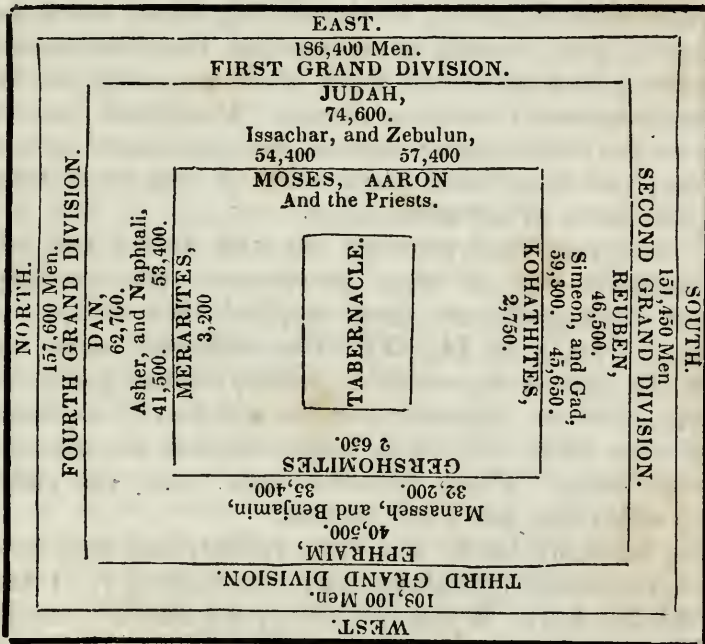 EAST.
186,400 Men.
FIRST GRAND DIVISION.
JUDAH,
74,600.
Issachar, and Zebulun,
54,400 57,400
MOSES, AARON
And the Priests.
TABERNACLE.
SOUTH.
151,450 Men
SECOND GRAND DIVISION.
REUBEN,
46,500.
Simeon, and Gad,
59,300. 45,650.
KOHATHITES,
2,750.
WEST.
108,100 Men.
THIRD GRAND DIVISION.
EPHRAIM,
40,500.
Manasseh, and Benjamin,
32,200. 35,400.
GERSHOMITES
2 650.
NORTH.
157,600 Men.
FOURTH GRAND DIVISION.
DAN,
62,700.
Asher, and Naphtali,
41,500. 53,400.
MERARITES,
3,200